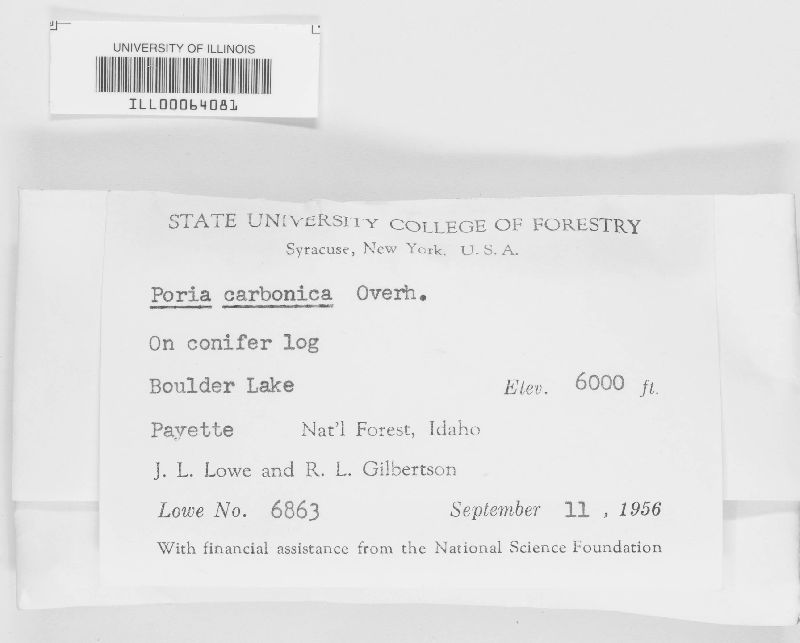 UNIVERSITY OF ILLINOIS
ILL00064081
STATE UNIVERSITY COLLEGE OF FORESTRY
Syracuse, New York, U. S. A.
Poria carbonica Overh.
On conifer log
Boulder Lake Elev. 6000 ft.
Payette Nat'l Forest, Idaho
J. L. Lowe and R. L. Gilbertson
Lowe No. 6863 September 11 , 1956
With financial assistance from the National Science Foundation